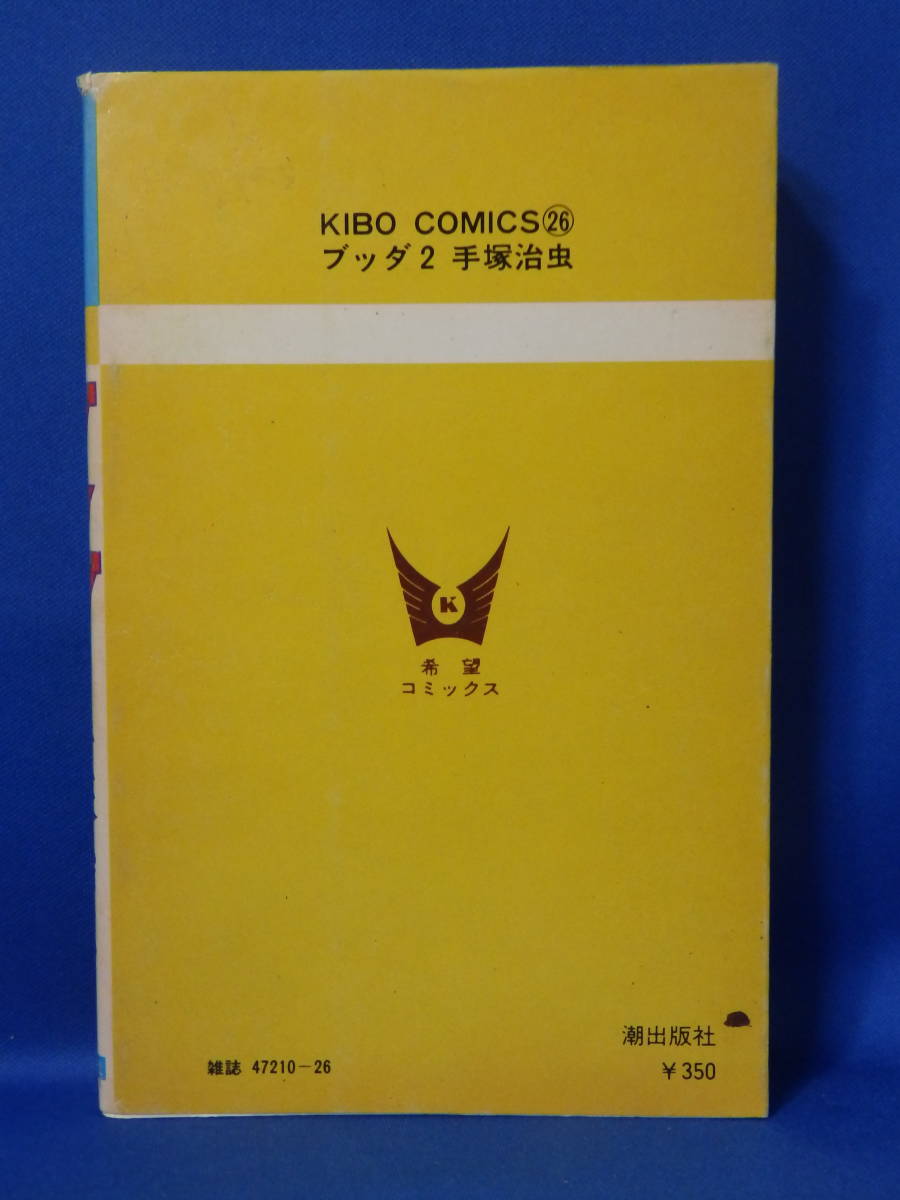 KIBO COMICS㉖
ブッダ2 手塚治虫
K
希望
コミックス
潮出版社
雑誌 47210-26
¥350